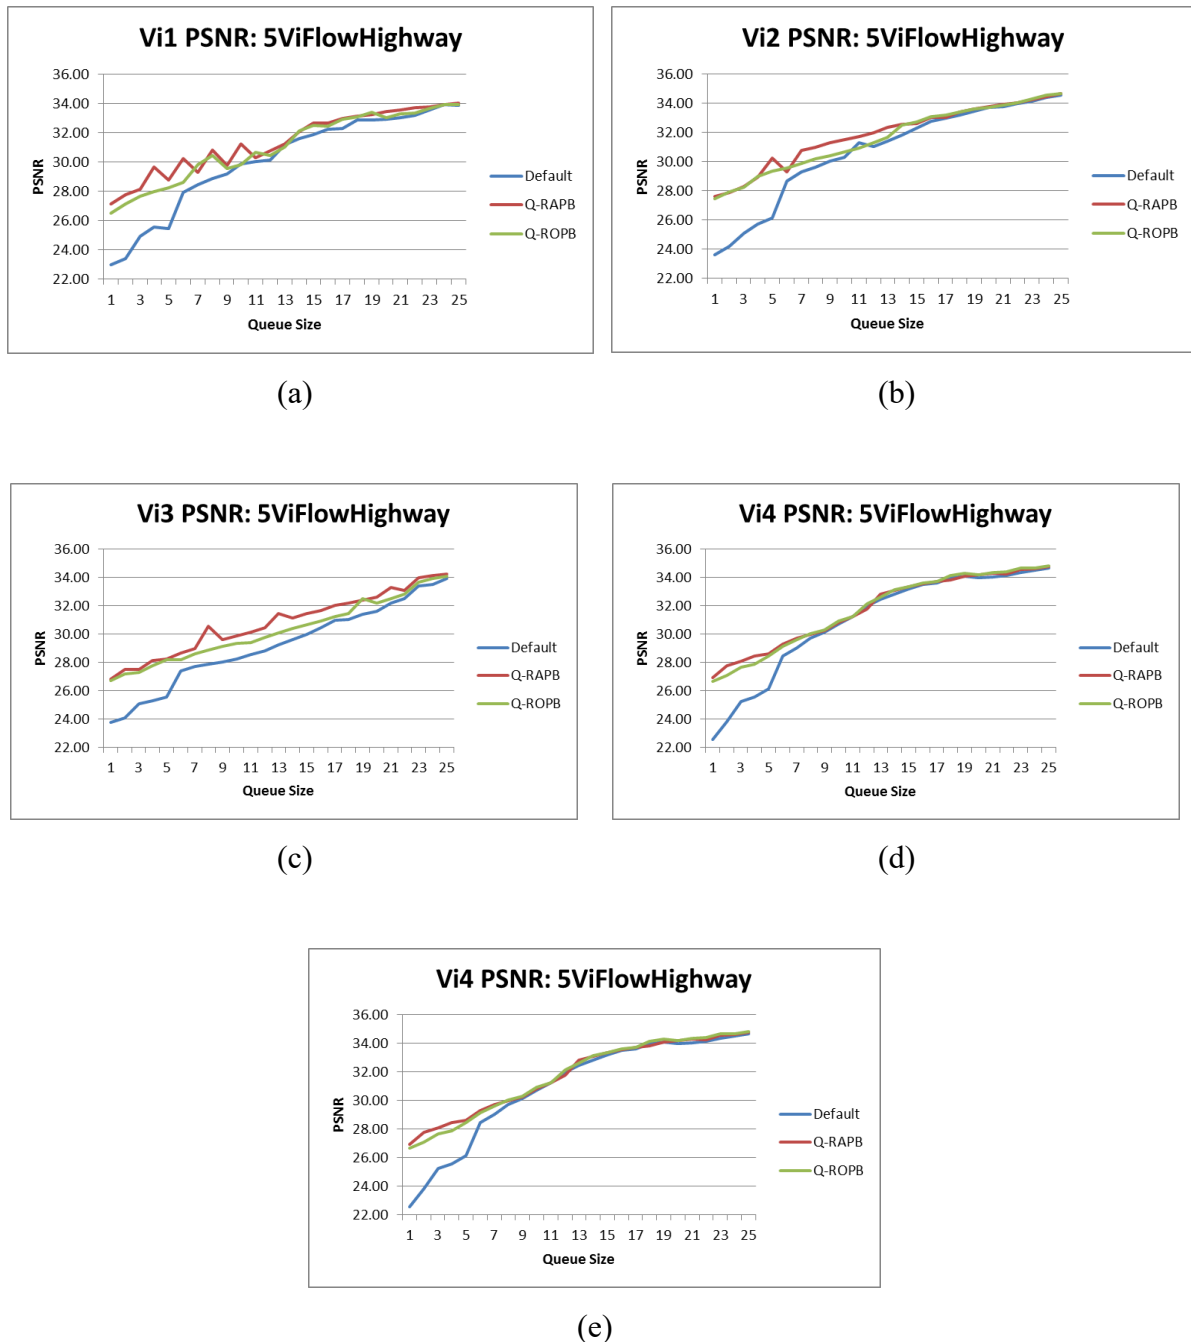 Vi1 PSNR: 5ViFlowHighway
PSNR
36.00
34.00
32.00
30.00
28.00
26.00
24.00
22.00
1 3 5 7 9 11 13 15 17 19 21 23 25
Queue Size
Default
Q-RAPB
Q-ROPB
(a)
Vi2 PSNR: 5ViFlowHighway
PSNR
36.00
34.00
32.00
30.00
28.00
26.00
24.00
22.00
1 3 5 7 9 11 13 15 17 19 21 23 25
Queue Size
Default
Q-RAPB
Q-ROPB
(b)
Vi3 PSNR: 5ViFlowHighway
PSNR
36.00
34.00
32.00
30.00
28.00
26.00
24.00
22.00
1 3 5 7 9 11 13 15 17 19 21 23 25
Queue Size
Default
Q-RAPB
Q-ROPB
(c)
Vi4 PSNR: 5ViFlowHighway
PSNR
36.00
34.00
32.00
30.00
28.00
26.00
24.00
22.00
1 3 5 7 9 11 13 15 17 19 21 23 25
Queue Size
Default
Q-RAPB
Q-ROPB
(d)
Vi4 PSNR: 5ViFlowHighway
PSNR
36.00
34.00
32.00
30.00
28.00
26.00
24.00
22.00
1 3 5 7 9 11 13 15 17 19 21 23 25
Queue Size
Default
Q-RAPB
Q-ROPB
(e)